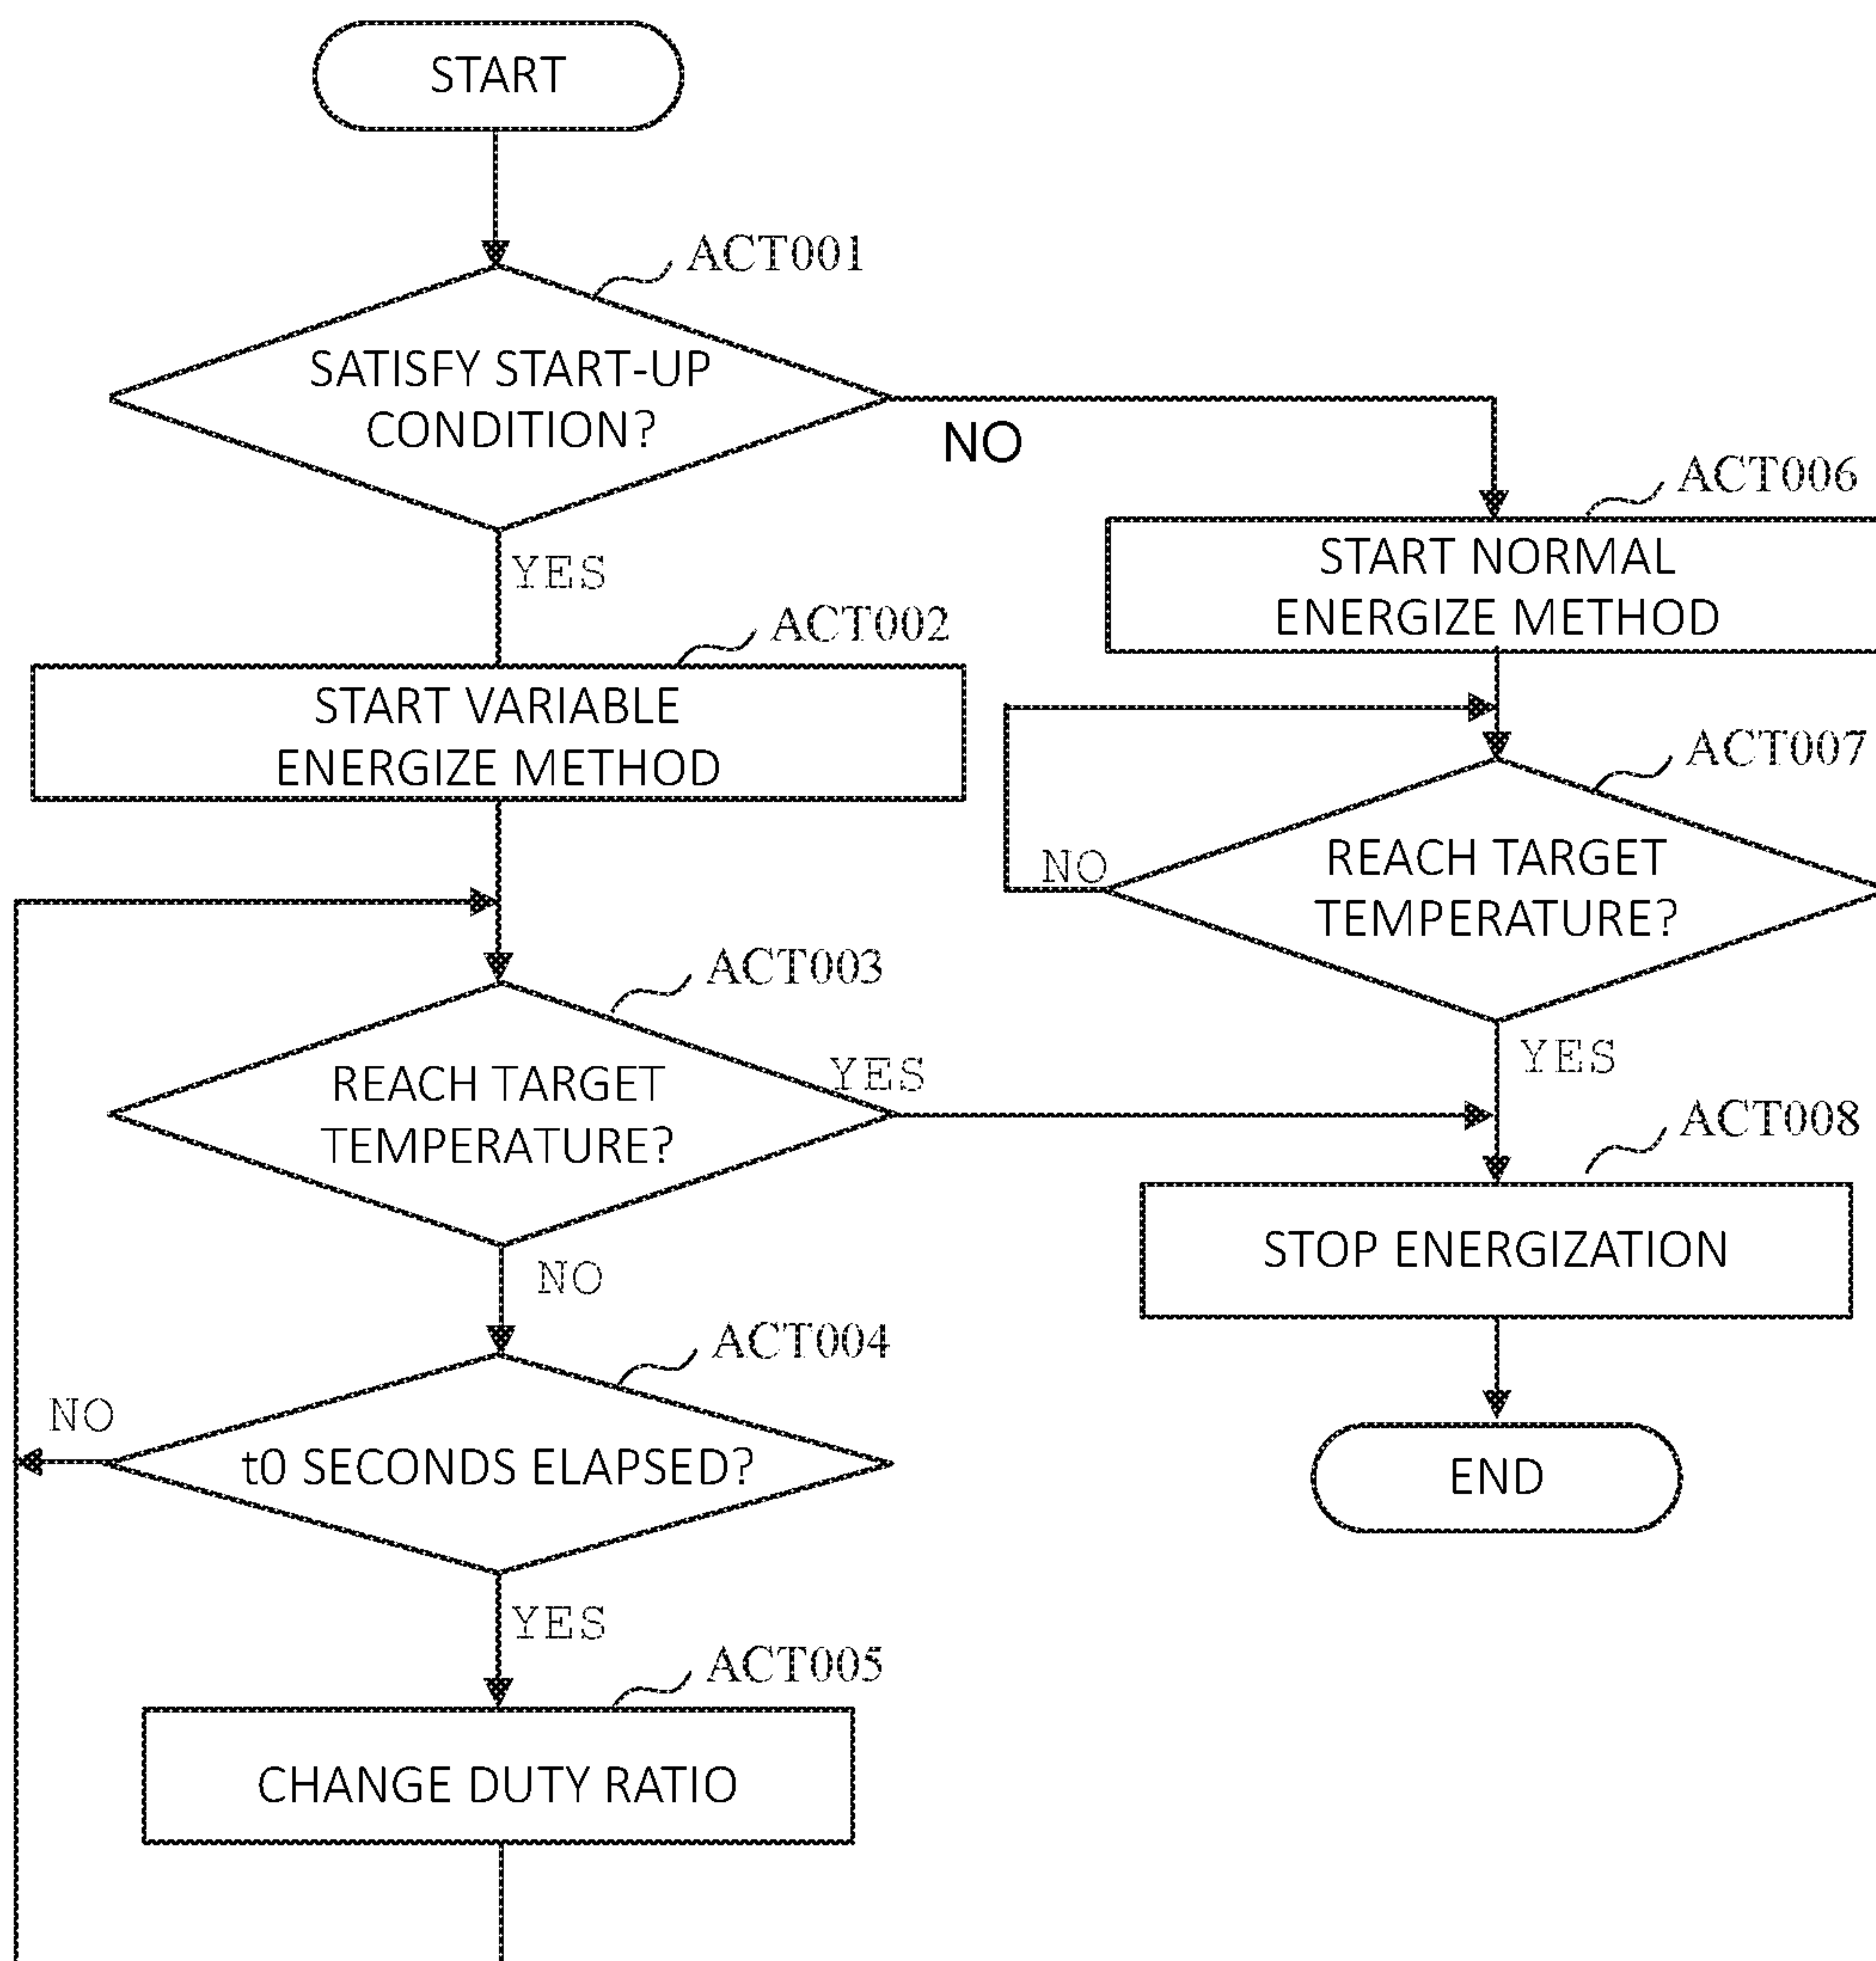 START
ACT001
SATISFY START-UP
CONDITION?
NO
YES
ACT002
START VARIABLE
ENERGIZE METHOD
ACT003
REACH TARGET
TEMPERATURE?
YES
NO
ACT004
t0 SECONDS ELAPSED?
NO
YES
ACT005
CHANGE DUTY RATIO
ACT006
START NORMAL
ENERGIZE METHOD
ACT007
REACH TARGET
TEMPERATURE?
NO
YES
ACT008
STOP ENERGIZATION
END